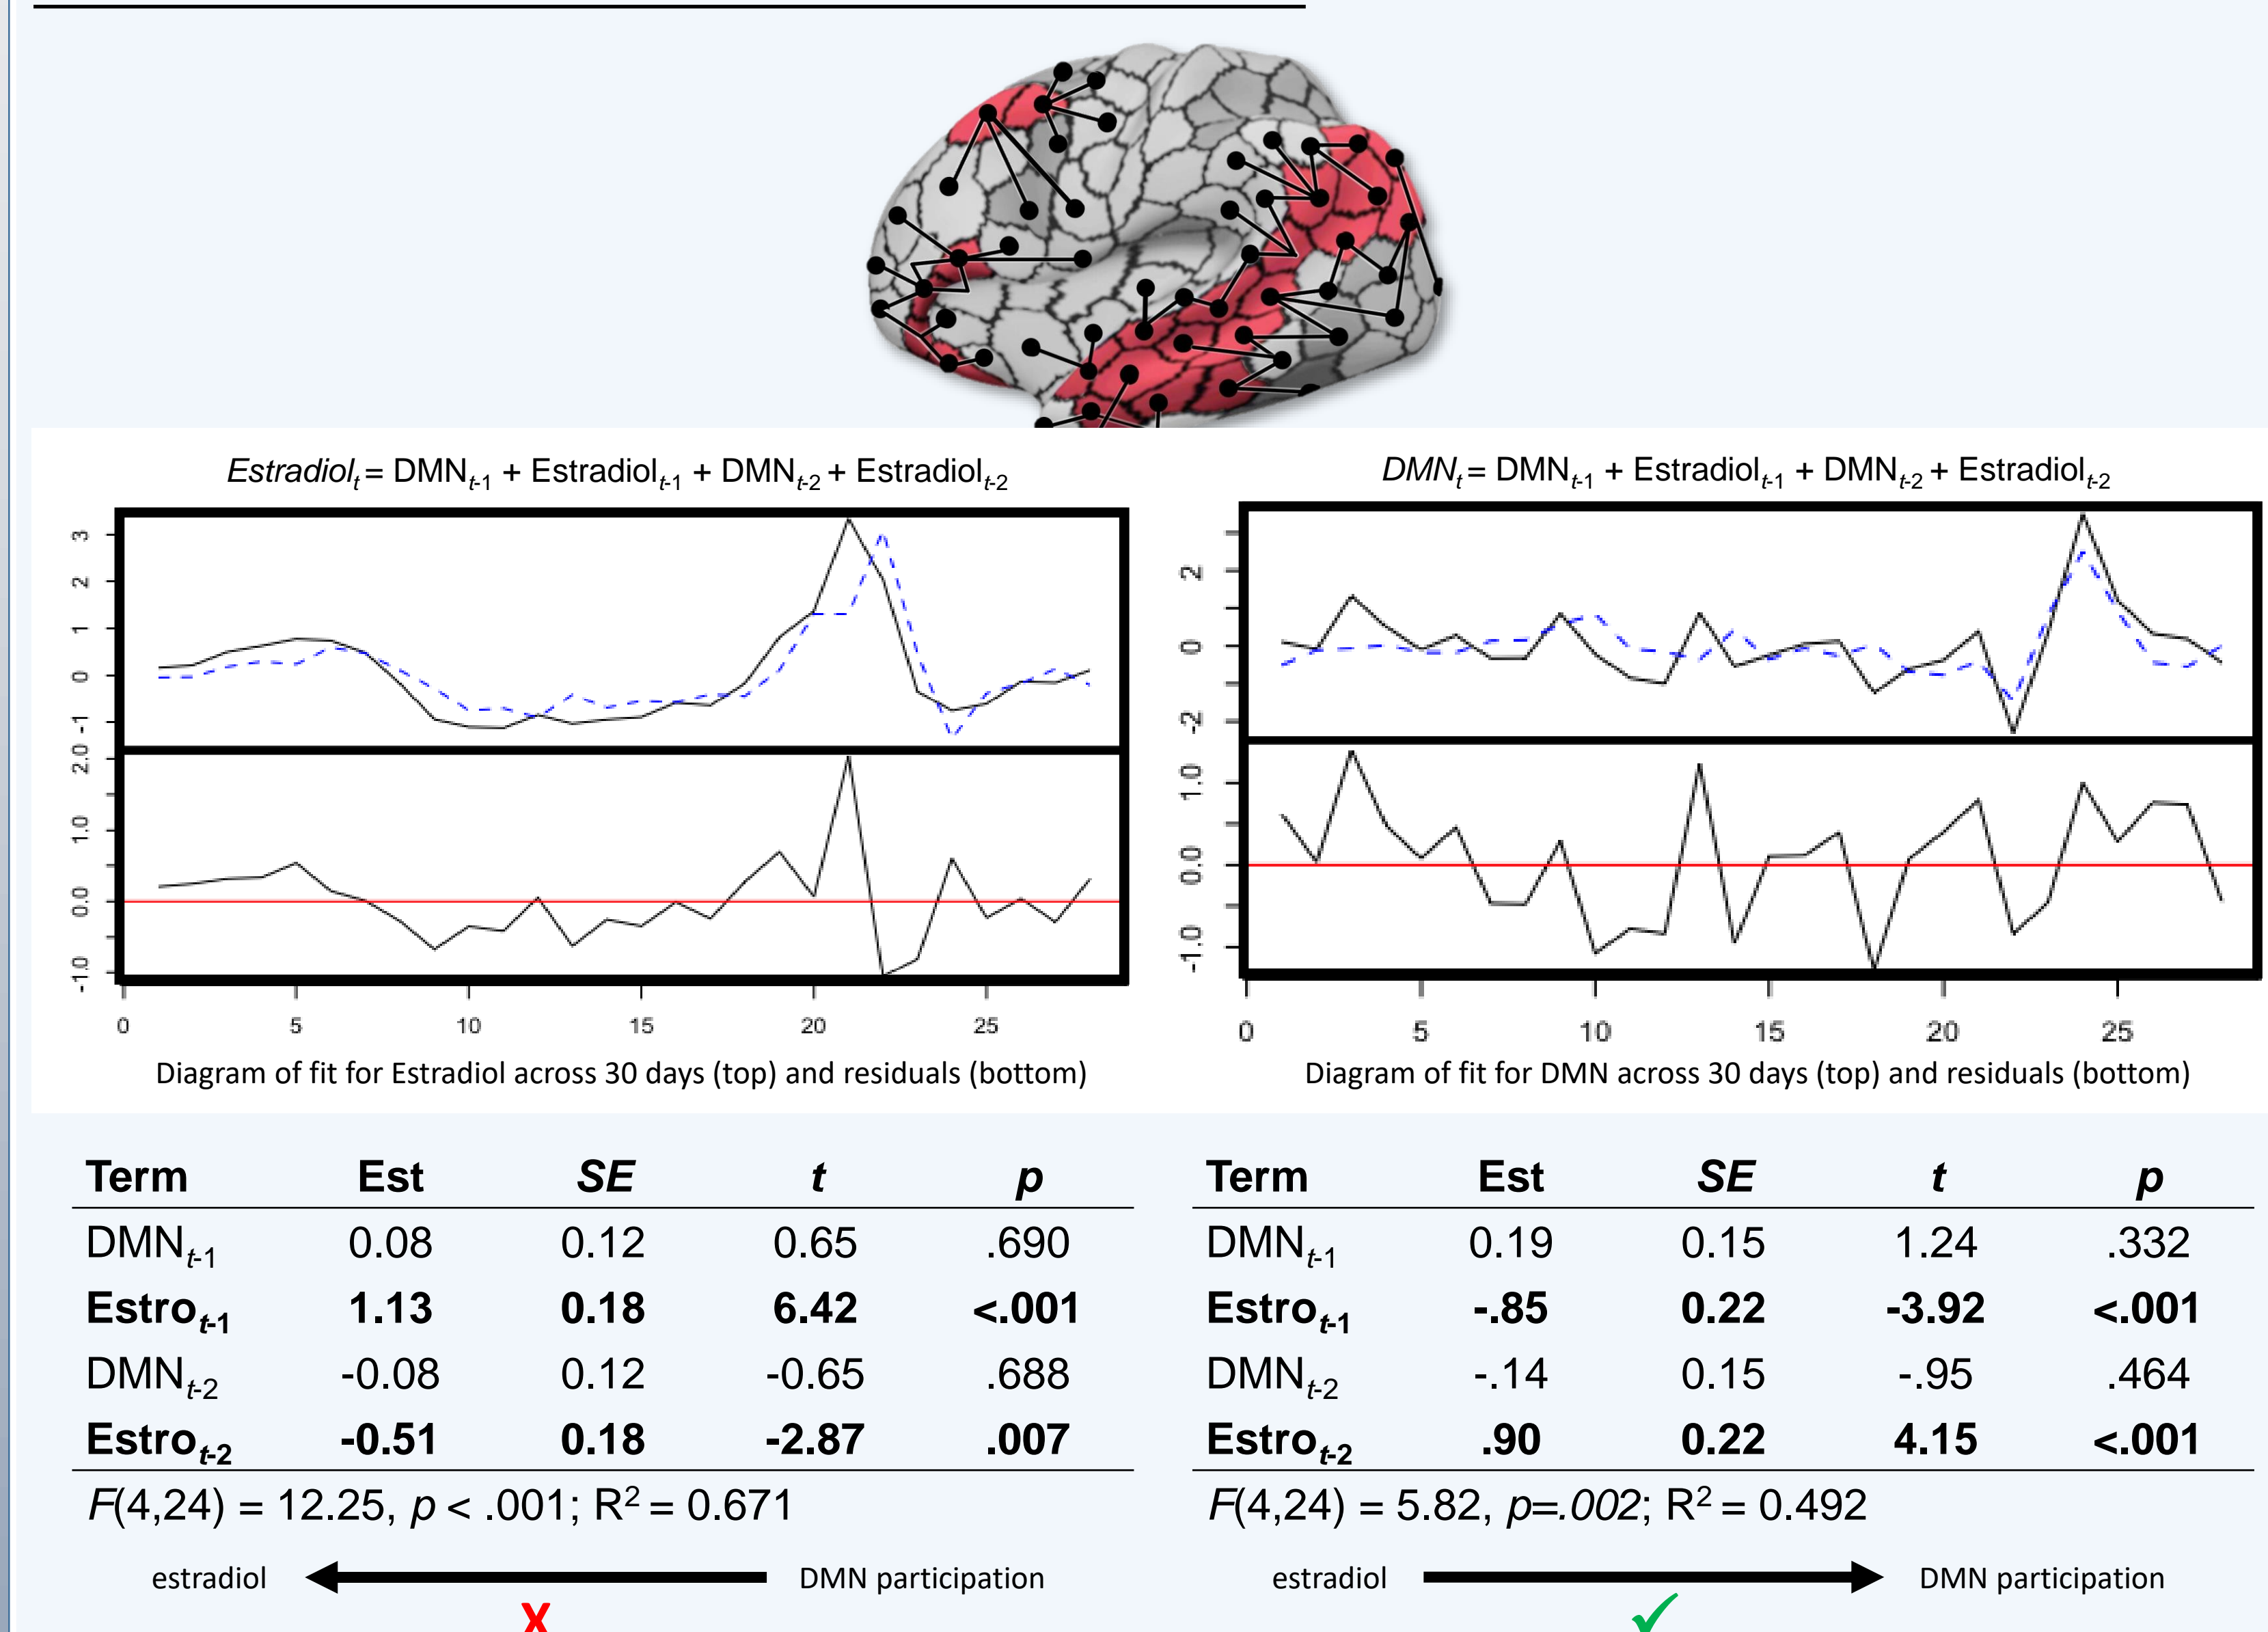 Estradiolₜ = DMNₜ₋₁ + Estradiolₜ₋₁ + DMNₜ₋₂ + Estradiolₜ₋₂
3
2
1
0
-1
2.0
1.0
0.0
-1.0
0 5 10 15 20 25
Diagram of fit for Estradiol across 30 days (top) and residuals (bottom)
DMNₜ = DMNₜ₋₁ + Estradiolₜ₋₁ + DMNₜ₋₂ + Estradiolₜ₋₂
2
0
-2
1.0
0.0
-1.0
0 5 10 15 20 25
Diagram of fit for DMN across 30 days (top) and residuals (bottom)
Term Est SE t p
DMNₜ₋₁ 0.08 0.12 0.65 .690
Estroₜ₋₁ 1.13 0.18 6.42 <.001
DMNₜ₋₂ -0.08 0.12 -0.65 .688
Estroₜ₋₂ -0.51 0.18 -2.87 .007
F(4,24) = 12.25, p < .001; R² = 0.671
estradiol DMN participation
X
Term Est SE t p
DMNₜ₋₁ 0.19 0.15 1.24 .332
Estroₜ₋₁ -.85 0.22 -3.92 <.001
DMNₜ₋₂ -.14 0.15 -.95 .464
Estroₜ₋₂ .90 0.22 4.15 <.001
F(4,24) = 5.82, p=.002; R² = 0.492
estradiol DMN participation
✓